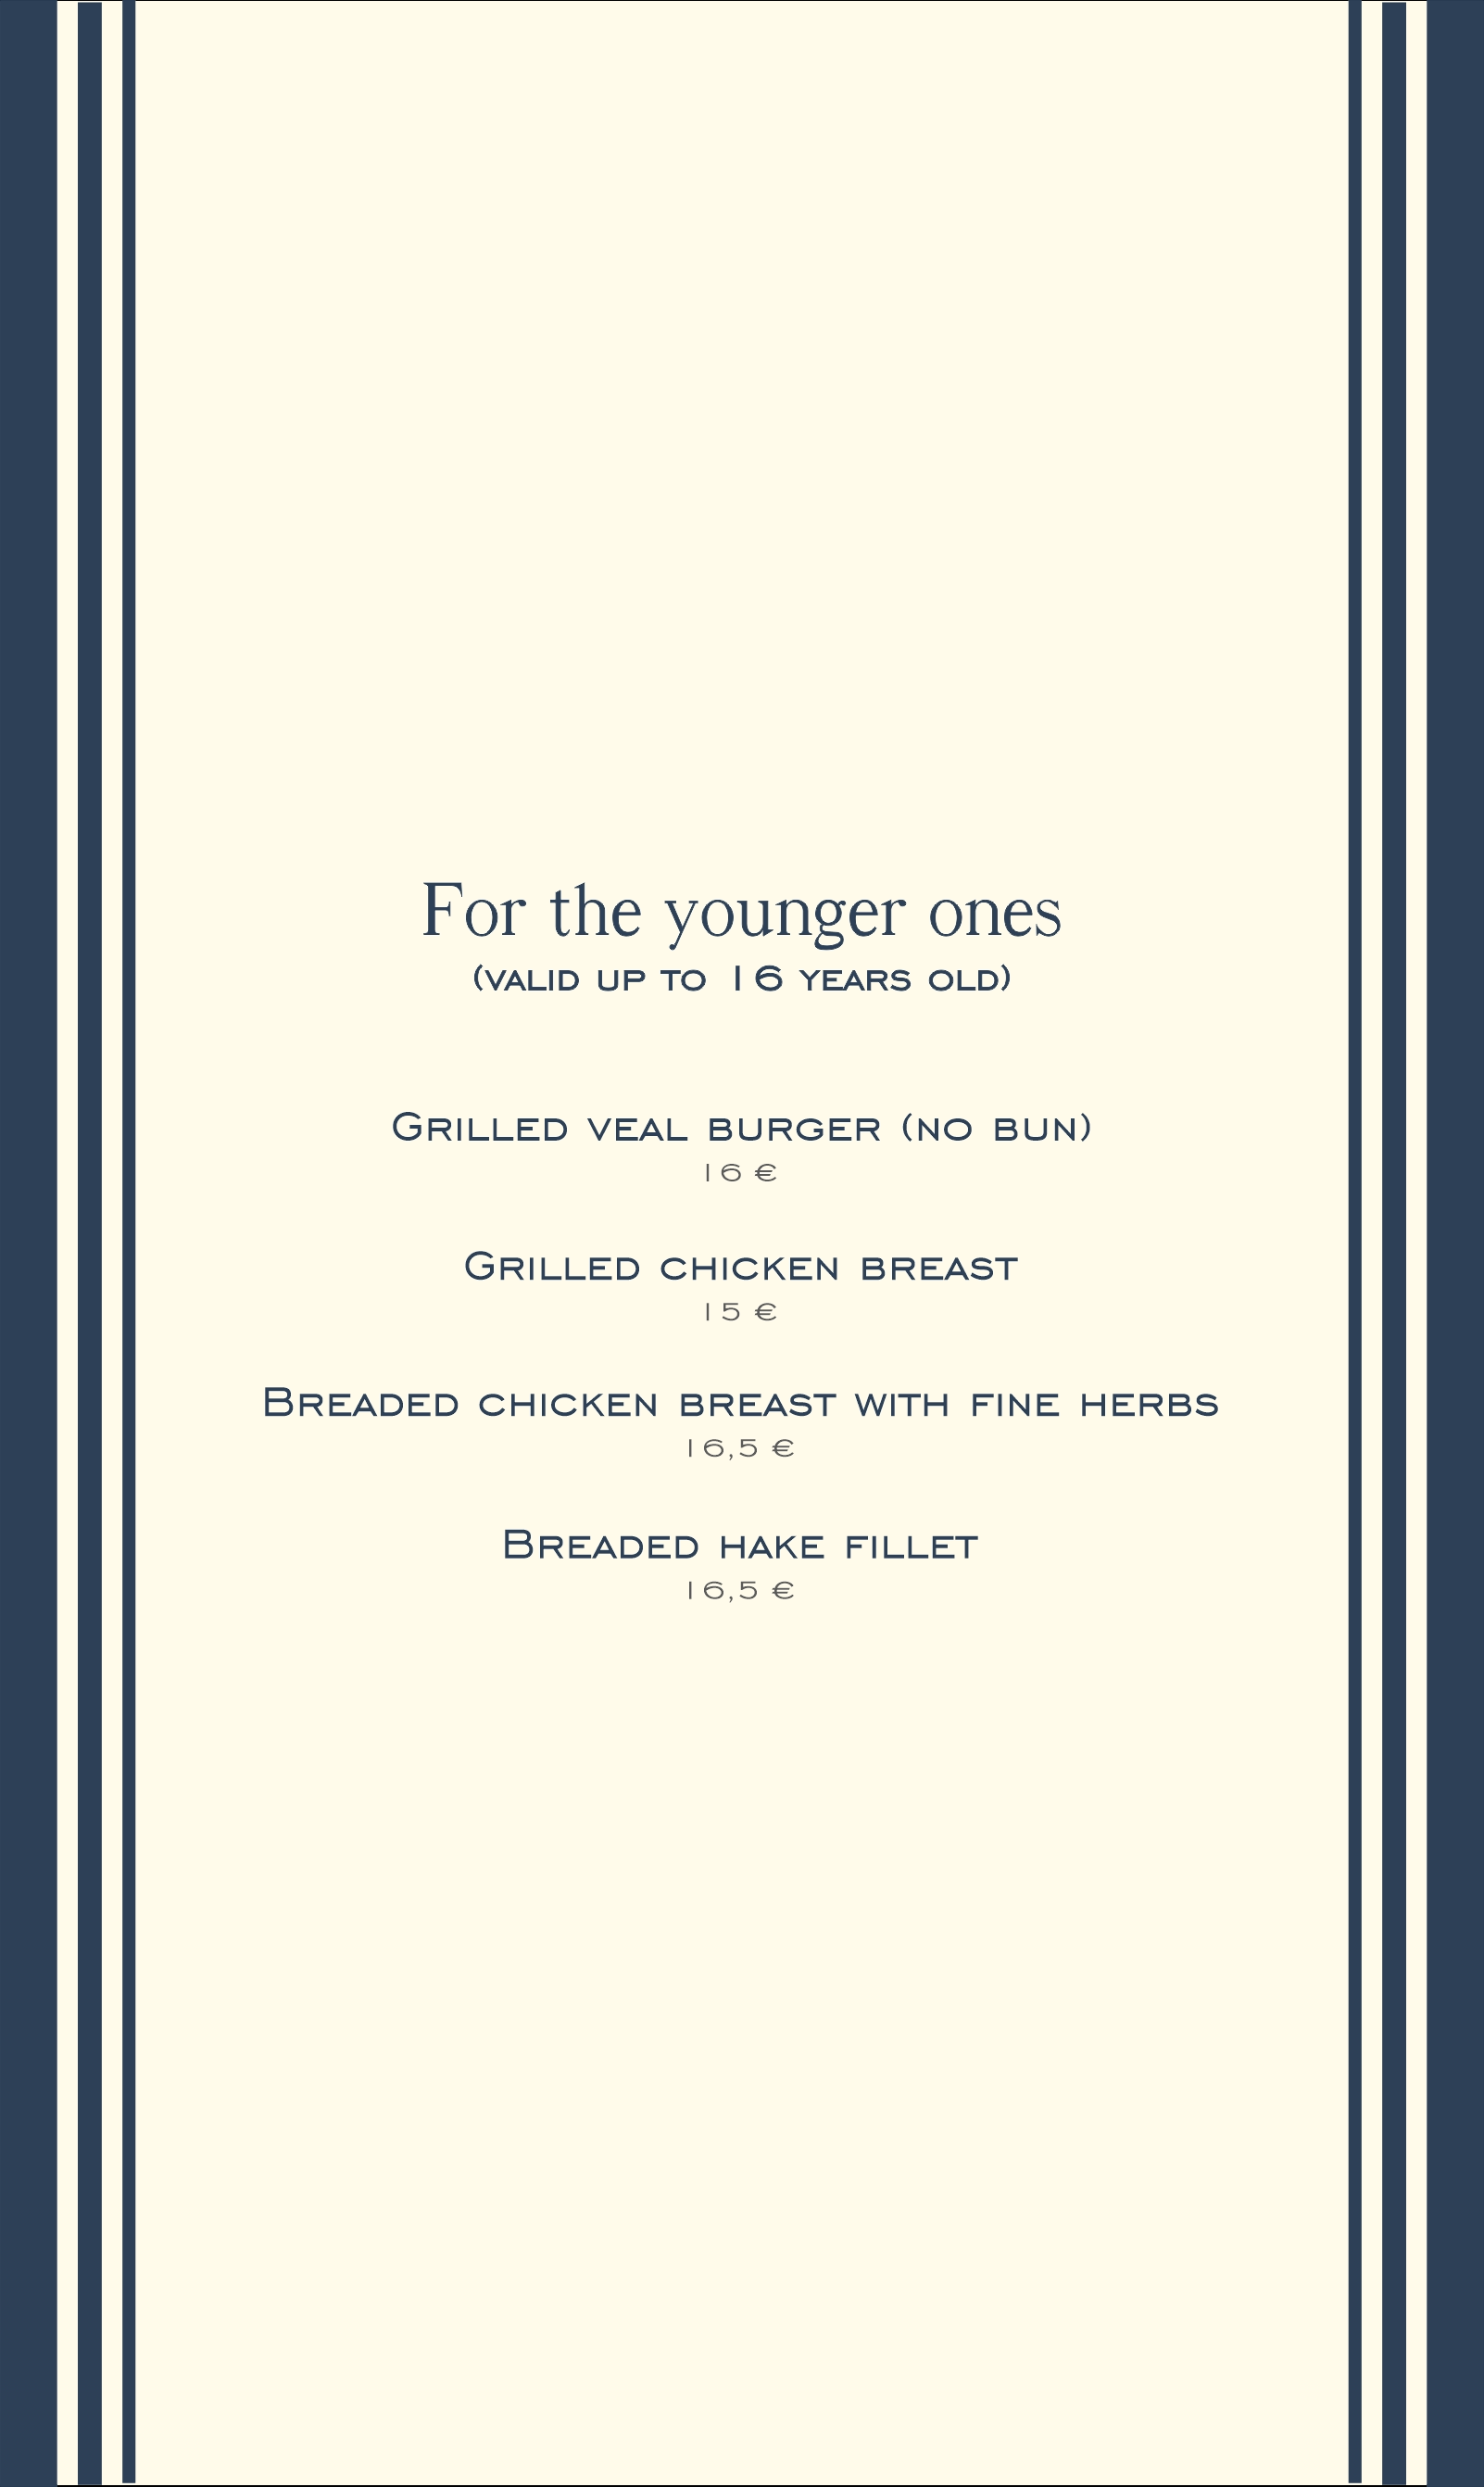 For the younger ones
(valid up to 16 years old)
Grilled veal burger (no bun)
16 €
Grilled chicken breast
15 €
Breaded chicken breast with fine herbs
16,5 €
Breaded hake fillet
16,5 €